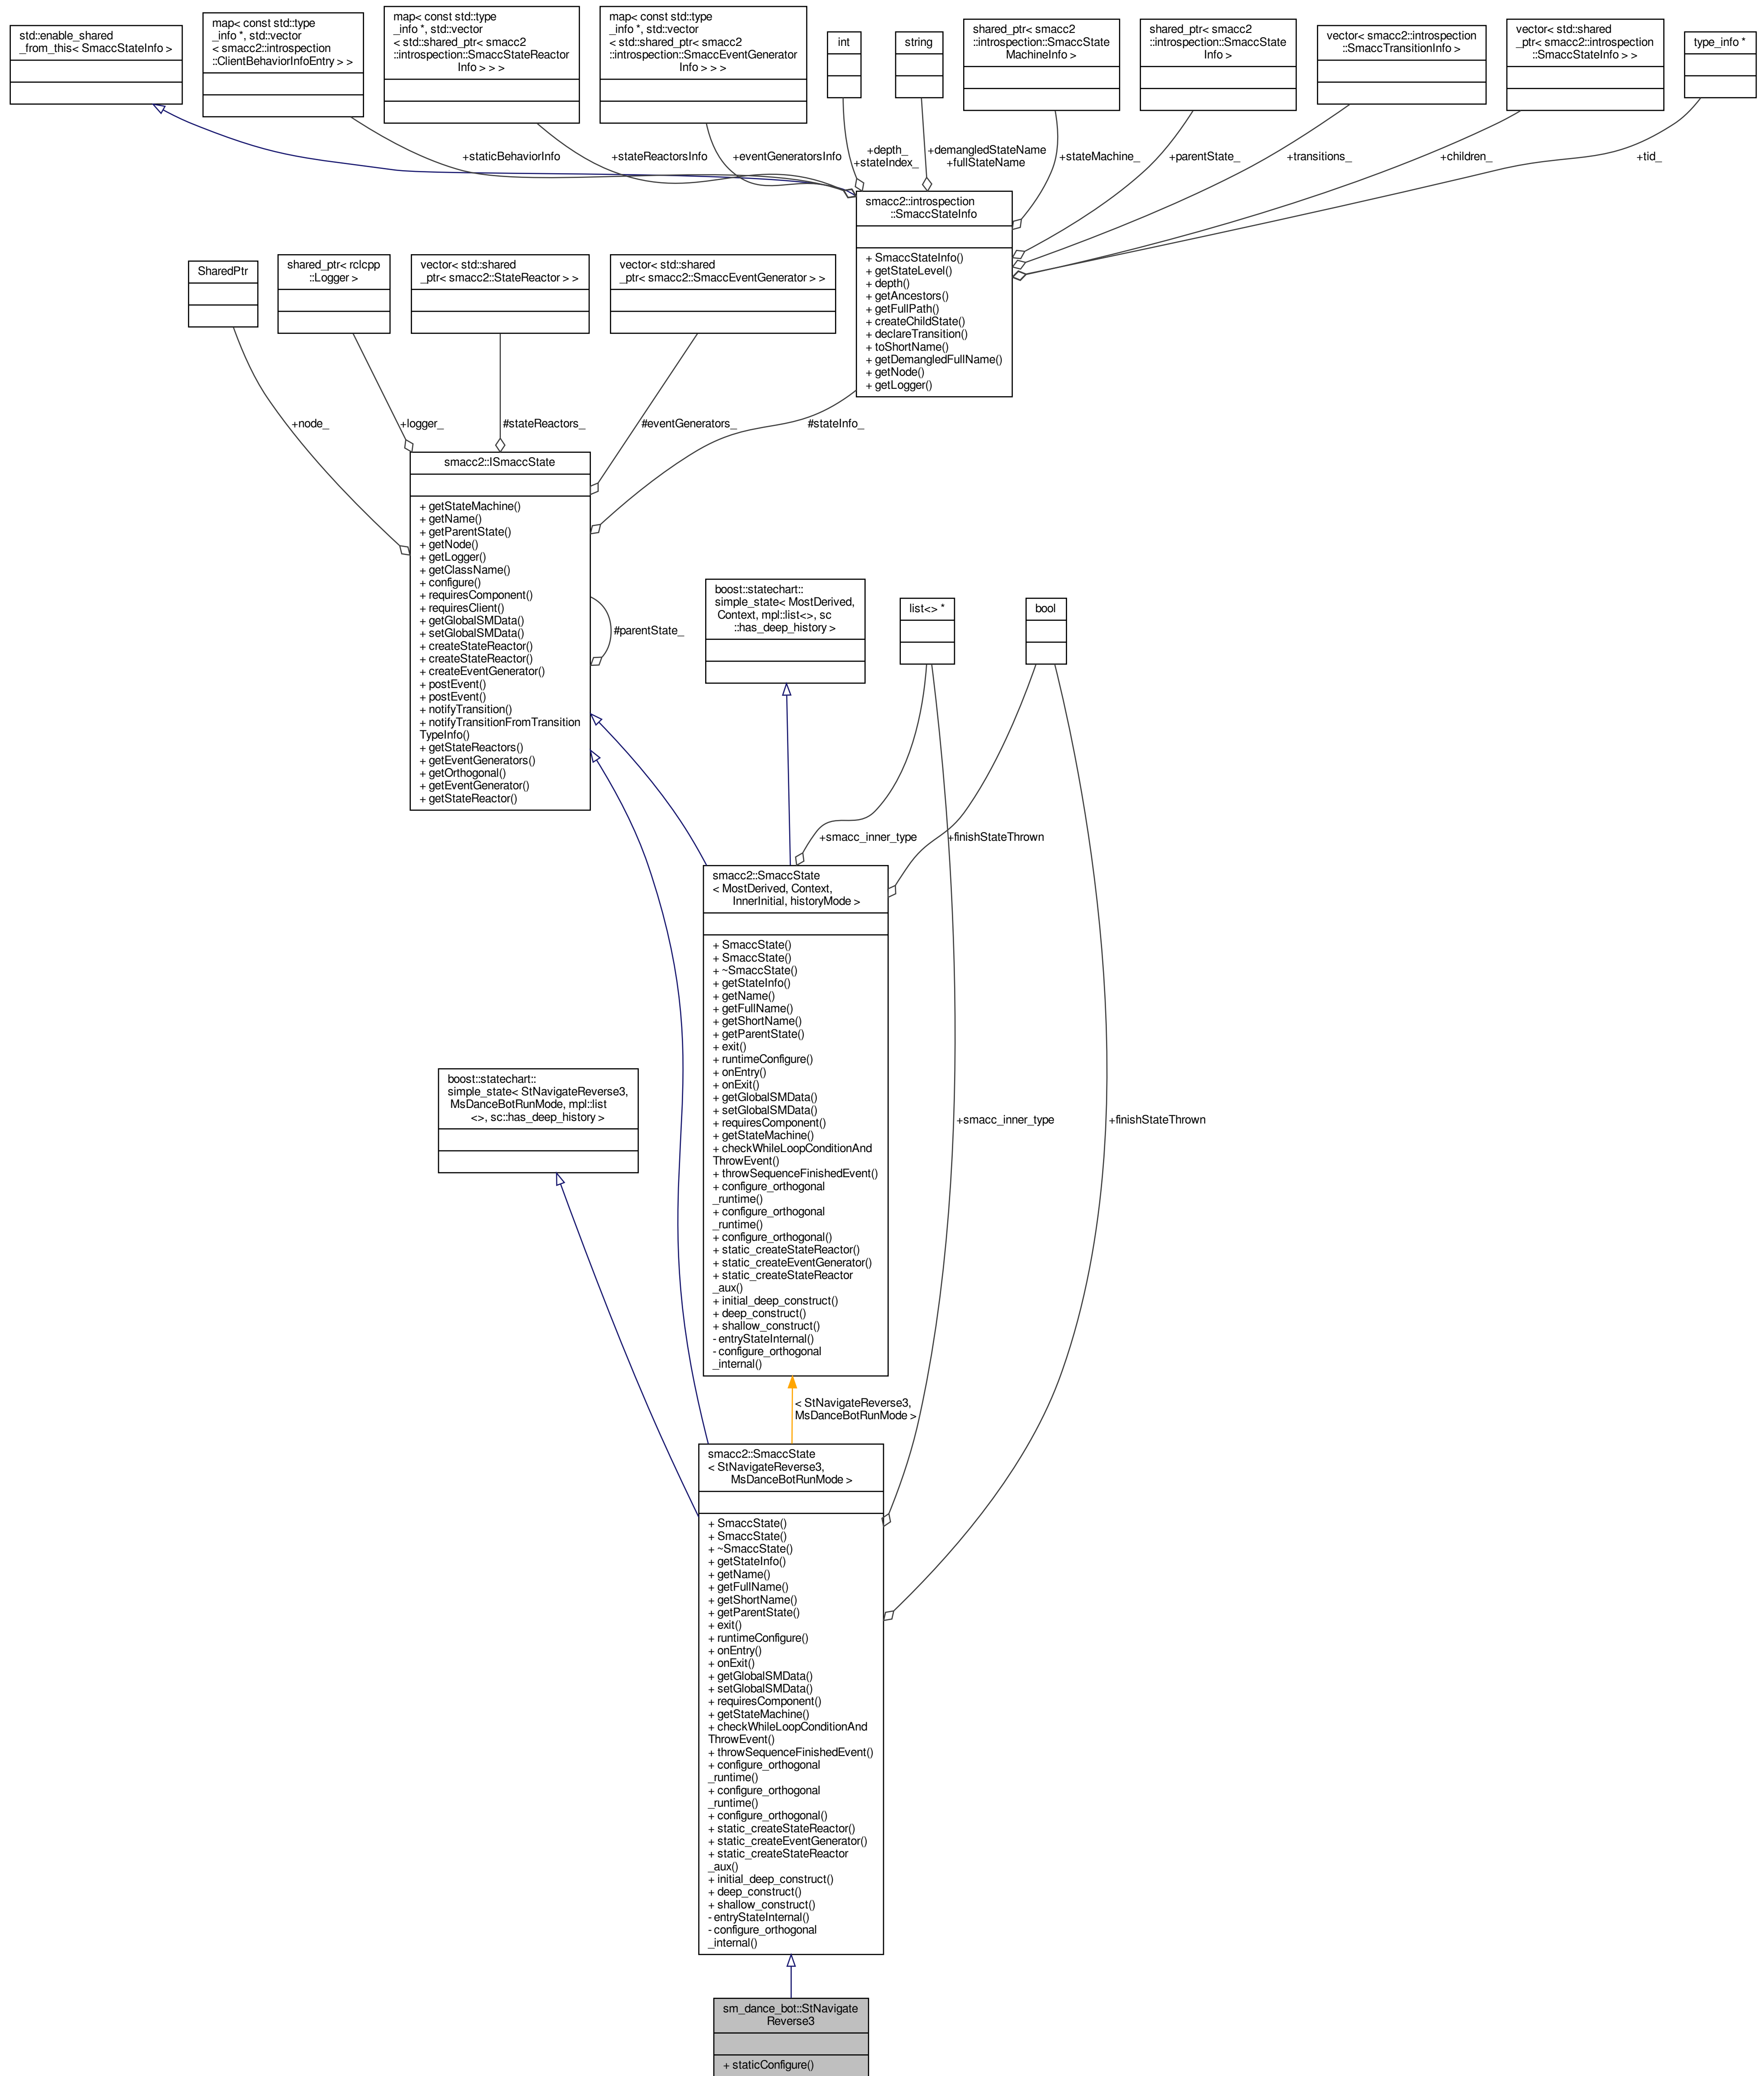 std::enable_shared
_from_this< SmaccStateInfo >
map< const std::type
_info *, std::vector
< smacc2::introspection
::ClientBehaviorInfoEntry > >
map< const std::type
_info *, std::vector
< std::shared_ptr< smacc2
::introspection::SmaccStateReactor
Info > > >
map< const std::type
_info *, std::vector
< std::shared_ptr< smacc2
::introspection::SmaccEventGenerator
Info > > >
int
string
shared_ptr< smacc2
::introspection::SmaccState
MachineInfo >
shared_ptr< smacc2
::introspection::SmaccState
Info >
vector< smacc2::introspection
::SmaccTransitionInfo >
vector< std::shared
_ptr< smacc2::introspection
::SmaccStateInfo > >
type_info *
+staticBehaviorInfo
+stateReactorsInfo
+eventGeneratorsInfo
+depth_
+stateIndex_
+demangledStateName
+fullStateName
+stateMachine_
+parentState_
+transitions_
+children_
+tid_
smacc2::introspection
::SmaccStateInfo
+ SmaccStateInfo()
+ getStateLevel()
+ depth()
+ getAncestors()
+ getFullPath()
+ createChildState()
+ declareTransition()
+ toShortName()
+ getDemangledFullName()
+ getNode()
+ getLogger()
SharedPtr
shared_ptr< rclcpp
::Logger >
vector< std::shared
_ptr< smacc2::StateReactor > >
vector< std::shared
_ptr< smacc2::SmaccEventGenerator > >
+node_
+logger_
#stateReactors_
#eventGenerators_
#stateInfo_
smacc2::ISmaccState
+ getStateMachine()
+ getName()
+ getParentState()
+ getNode()
+ getLogger()
+ getClassName()
+ configure()
+ requiresComponent()
+ requiresClient()
+ getGlobalSMData()
+ setGlobalSMData()
+ createStateReactor()
+ createStateReactor()
+ createEventGenerator()
+ postEvent()
+ postEvent()
+ notifyTransition()
+ notifyTransitionFromTransition
TypeInfo()
+ getStateReactors()
+ getEventGenerators()
+ getOrthogonal()
+ getEventGenerator()
+ getStateReactor()
#parentState_
boost::statechart::
simple_state< MostDerived,
Context, mpl::list<>, sc
::has_deep_history >
list<> *
bool
+smacc_inner_type
+finishStateThrown
smacc2::SmaccState
< MostDerived, Context,
InnerInitial, historyMode >
+ SmaccState()
+ SmaccState()
+ ~SmaccState()
+ getStateInfo()
+ getName()
+ getFullName()
+ getShortName()
+ getParentState()
+ exit()
+ runtimeConfigure()
+ onEntry()
+ onExit()
+ getGlobalSMData()
+ setGlobalSMData()
+ requiresComponent()
+ getStateMachine()
+ checkWhileLoopConditionAnd
ThrowEvent()
+ throwSequenceFinishedEvent()
+ configure_orthogonal
_runtime()
+ configure_orthogonal
_runtime()
+ configure_orthogonal()
+ static_createStateReactor()
+ static_createEventGenerator()
+ static_createStateReactor
_aux()
+ initial_deep_construct()
+ deep_construct()
+ shallow_construct()
- entryStateInternal()
- configure_orthogonal
_internal()
boost::statechart::
simple_state< StNavigateReverse3,
MsDanceBotRunMode, mpl::list
<>, sc::has_deep_history >
+smacc_inner_type
+finishStateThrown
< StNavigateReverse3,
MsDanceBotRunMode >
smacc2::SmaccState
< StNavigateReverse3,
MsDanceBotRunMode >
+ SmaccState()
+ SmaccState()
+ ~SmaccState()
+ getStateInfo()
+ getName()
+ getFullName()
+ getShortName()
+ getParentState()
+ exit()
+ runtimeConfigure()
+ onEntry()
+ onExit()
+ getGlobalSMData()
+ setGlobalSMData()
+ requiresComponent()
+ getStateMachine()
+ checkWhileLoopConditionAnd
ThrowEvent()
+ throwSequenceFinishedEvent()
+ configure_orthogonal
_runtime()
+ configure_orthogonal
_runtime()
+ configure_orthogonal()
+ static_createStateReactor()
+ static_createEventGenerator()
+ static_createStateReactor
_aux()
+ initial_deep_construct()
+ deep_construct()
+ shallow_construct()
- entryStateInternal()
- configure_orthogonal
_internal()
sm_dance_bot::StNavigate
Reverse3
+ staticConfigure()